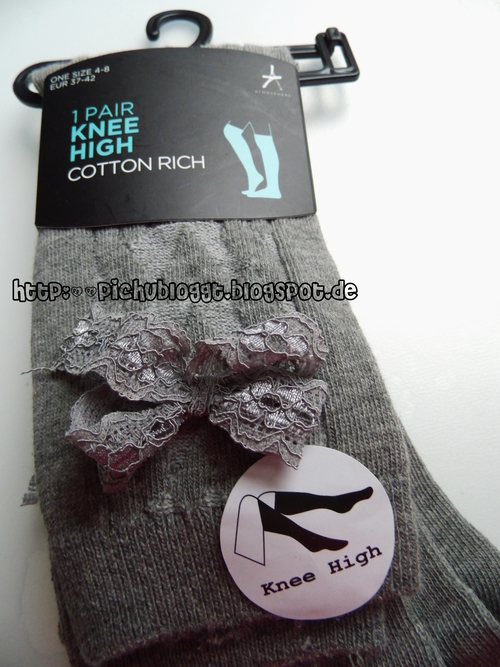 ONE SIZE 4-8
EUR 37-42
ATMOSPHERE
1 PAIR
KNEE
HIGH
COTTON RICH
http://pichubloggt.blogspot.de
Knee High